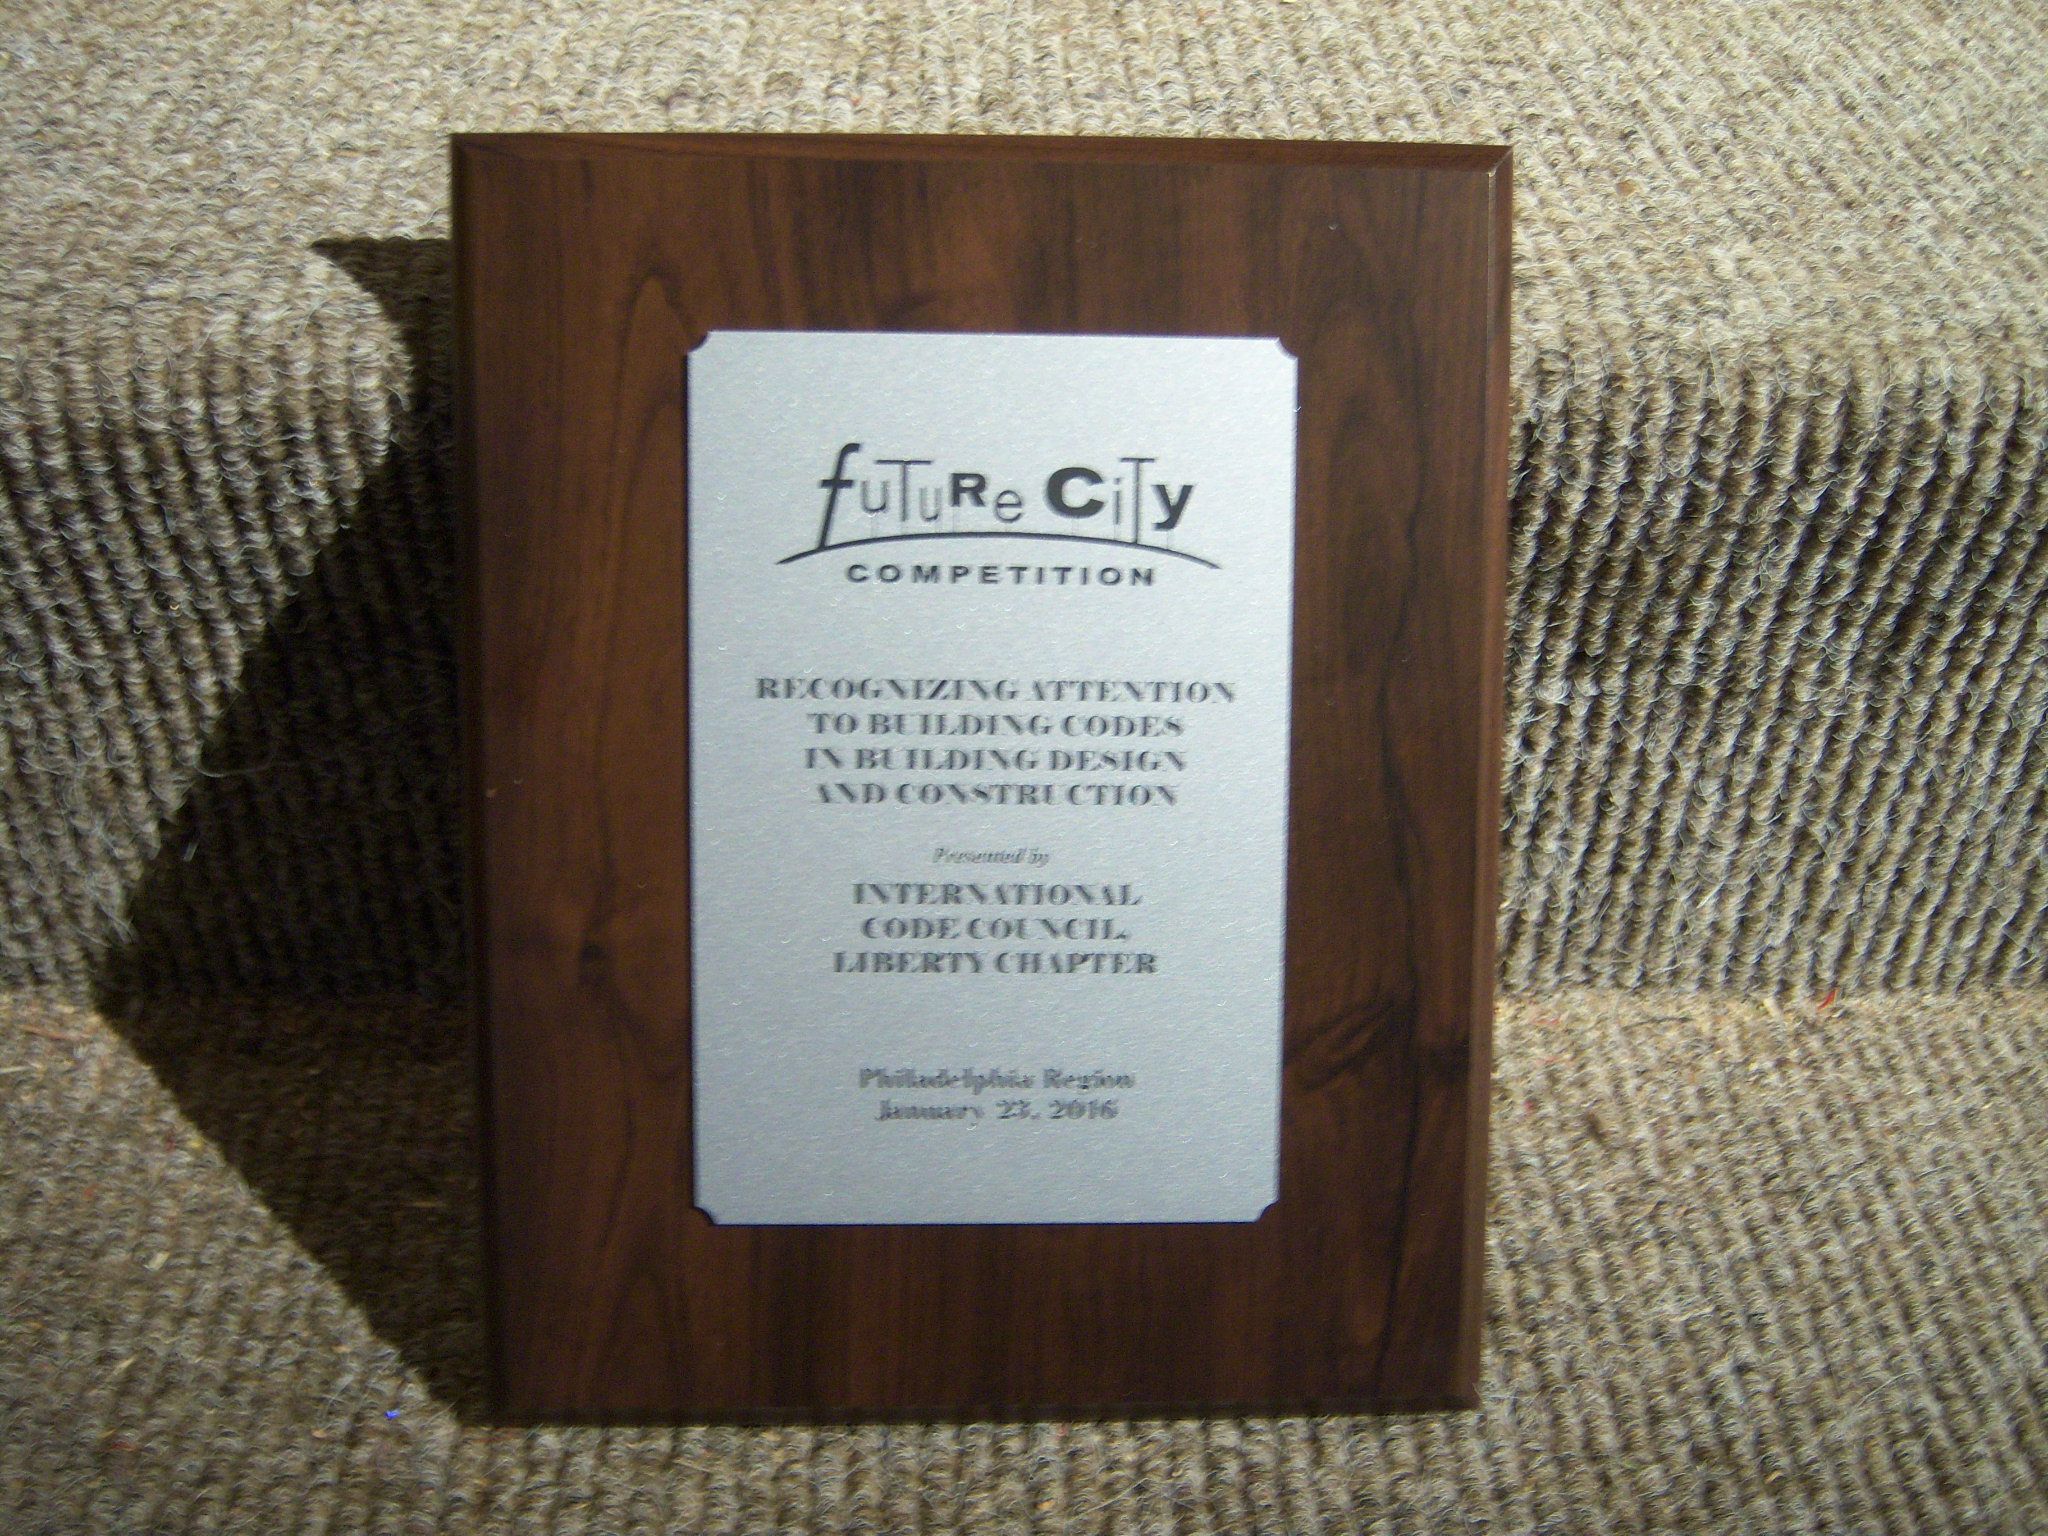 fuTuRe CiTy
COMPETITION
RECOGNIZING ATTENTION
TO BUILDING CODES
IN BUILDING DESIGN
AND CONSTRUCTION
Presented by
INTERNATIONAL
CODE COUNCIL,
LIBERTY CHAPTER
Philadelphia Region
January 23, 2016